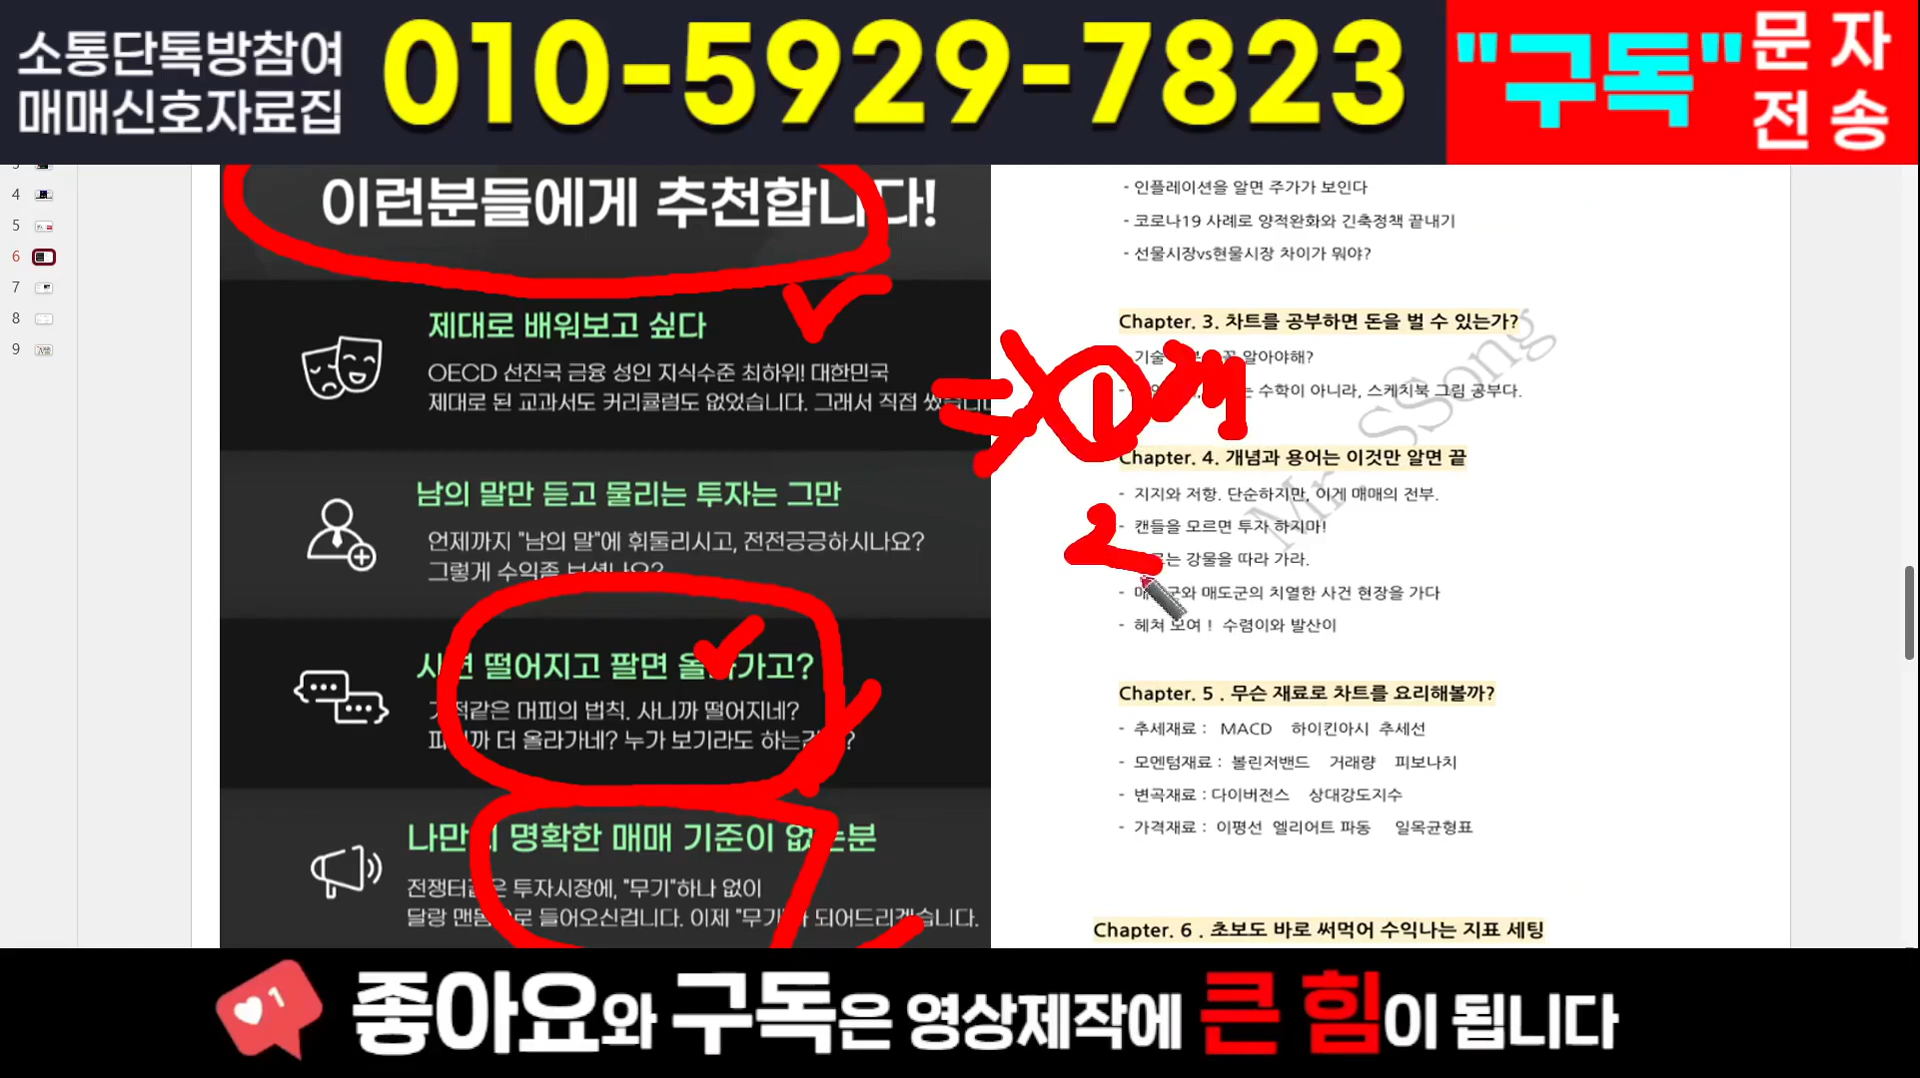 소통단톡방참여
매매신호자료집
010-5929-7823
"구독"
문자
전송
4
5
6
7
8
9
이런분들에게 추천합니다!
제대로 배워보고 싶다
OECD 선진국 금융 성인 지식수준 최하위! 대한민국
제대로 된 교과서도 커리큘럼도 없었습니다. 그래서 직접
남의 말만 듣고 물리는 투자는 그만
언제까지 "남의 말"에 휘둘리시고, 전전긍긍하시나요?
그렇게 수익좀 보셨나요?
떨어지고 팔면
머피의 법칙. 사니까 떨어지네?
더 올라가네? 누가 보기라도
명확한 매매 기준이
투자시장에, "무기"하나 없이
달랑 들어오신겁니다. 이제 되어드리겠습니다.
- 인플레이션을 알면 주가가 보인다
- 코로나19 사례로 양적완화와 긴축정책 끝내기
- 선물시장vs현물시장 차이가 뭐야?
Chapter. 3. 차트를 공부하면 돈을 벌 수 있는가?
알아야해?
수학이 아니라, 스케치북 그림 공부다.
1
Chapter. 4. 개념과 용어는 이것만 알면 끝
- 지지와 저항. 단순하지만, 이게 매매의 전부.
- 캔들을 모르면 투자 하지마!
2
강물을 따라 가라.
매도군의 치열한 사건 현장을 가다
- 헤쳐 모여 ! 수렴이와 발산이
Chapter. 5 . 무슨 재료로 차트를 요리해볼까?
- 추세재료 : MACD 하이킨아시 추세선
- 모멘텀재료 : 볼린저밴드 거래량 피보나치
- 변곡재료 : 다이버전스 상대강도지수
- 가격재료 : 이평선 엘리어트 파동 일목균형표
Chapter. 6 . 초보도 바로 써먹어 수익나는 지표 세팅
Mr. SSong
1
좋아요와 구독은 영상제작에 큰 힘이 됩니다